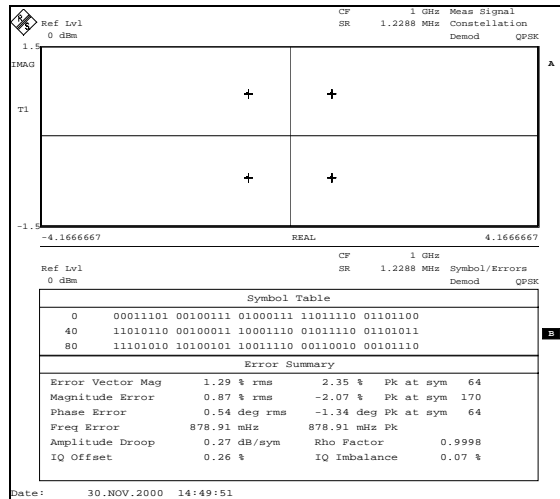 CF 1 GHz Meas Signal
Ref Lvl SR 1.2288 MHz Constellation
0 dBm Demod QPSK
1.5
IMAG
A
T1
-1.5
-4.1666667 REAL 4.1666667
CF 1 GHz
Ref Lvl SR 1.2288 MHz Symbol/Errors
0 dBm Demod QPSK
Symbol Table
0 00011101 00100111 01000111 11011110 01101100
40 11010110 00100011 10001110 01011110 01101011
B
80 11101010 10100101 10011110 00110010 00101110
Error Summary
Error Vector Mag 1.29 % rms 2.35 % Pk at sym 64
Magnitude Error 0.87 % rms -2.07 % Pk at sym 170
Phase Error 0.54 deg rms -1.34 deg Pk at sym 64
Freq Error 878.91 mHz 878.91 mHz Pk
Amplitude Droop 0.27 dB/sym Rho Factor 0.9998
IQ Offset 0.26 % IQ Imbalance 0.07 %
Date: 30.NOV.2000 14:49:51